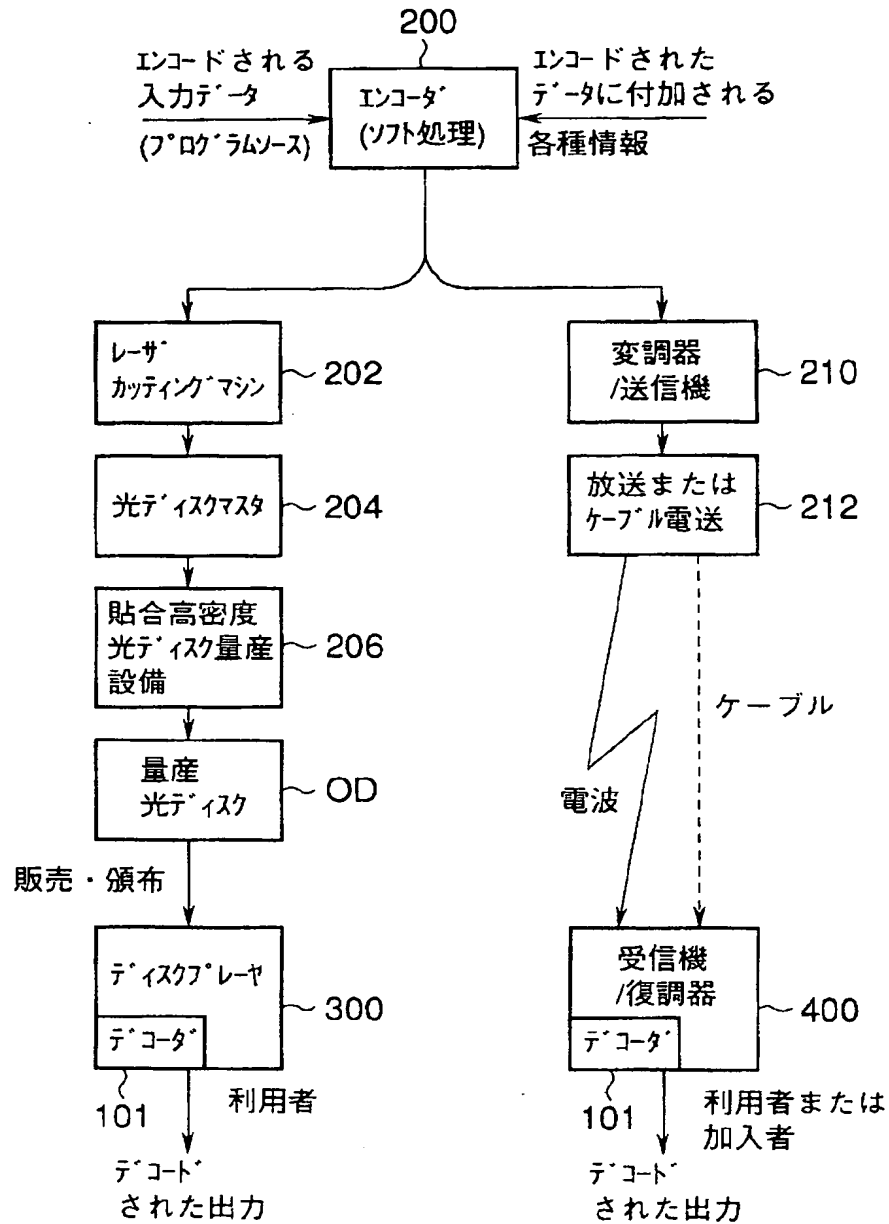 200
ｴﾝｺｰﾄﾞされる
入力ﾃﾞｰﾀ
(ﾌﾟﾛｸﾞﾗﾑｿｰｽ)
ｴﾝｺｰﾀﾞ
(ｿﾌﾄ処理)
ｴﾝｺｰﾄﾞされた
ﾃﾞｰﾀに付加される
各種情報
ﾚｰｻﾞ
ｶｯﾃｨﾝｸﾞﾏｼﾝ
202
変調器
/送信機
210
光ﾃﾞｨｽｸﾏｽﾀ
204
放送または
ｹｰﾌﾞﾙ電送
212
貼合高密度
光ﾃﾞｨｽｸ量産
設備
206
量産
光ﾃﾞｨｽｸ
OD
ケーブル
電波
販売・頒布
ﾃﾞｨｽｸﾌﾟﾚｰﾔ
300
ﾃﾞｺｰﾀﾞ
101
利用者
ﾃﾞｺｰﾄﾞ
された出力
受信機
/復調器
400
ﾃﾞｺｰﾀﾞ
101
利用者または
加入者
ﾃﾞｺｰﾄﾞ
された出力